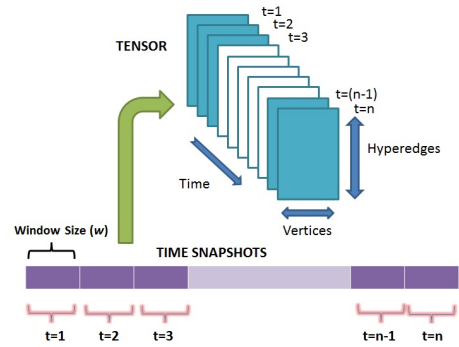 t=1
t=2
t=3
TENSOR
t=(n-1)
t=n
Hyperedges
Time
Vertices
Window Size (w)
TIME SNAPSHOTS
t=1 t=2 t=3 t=n-1 t=n